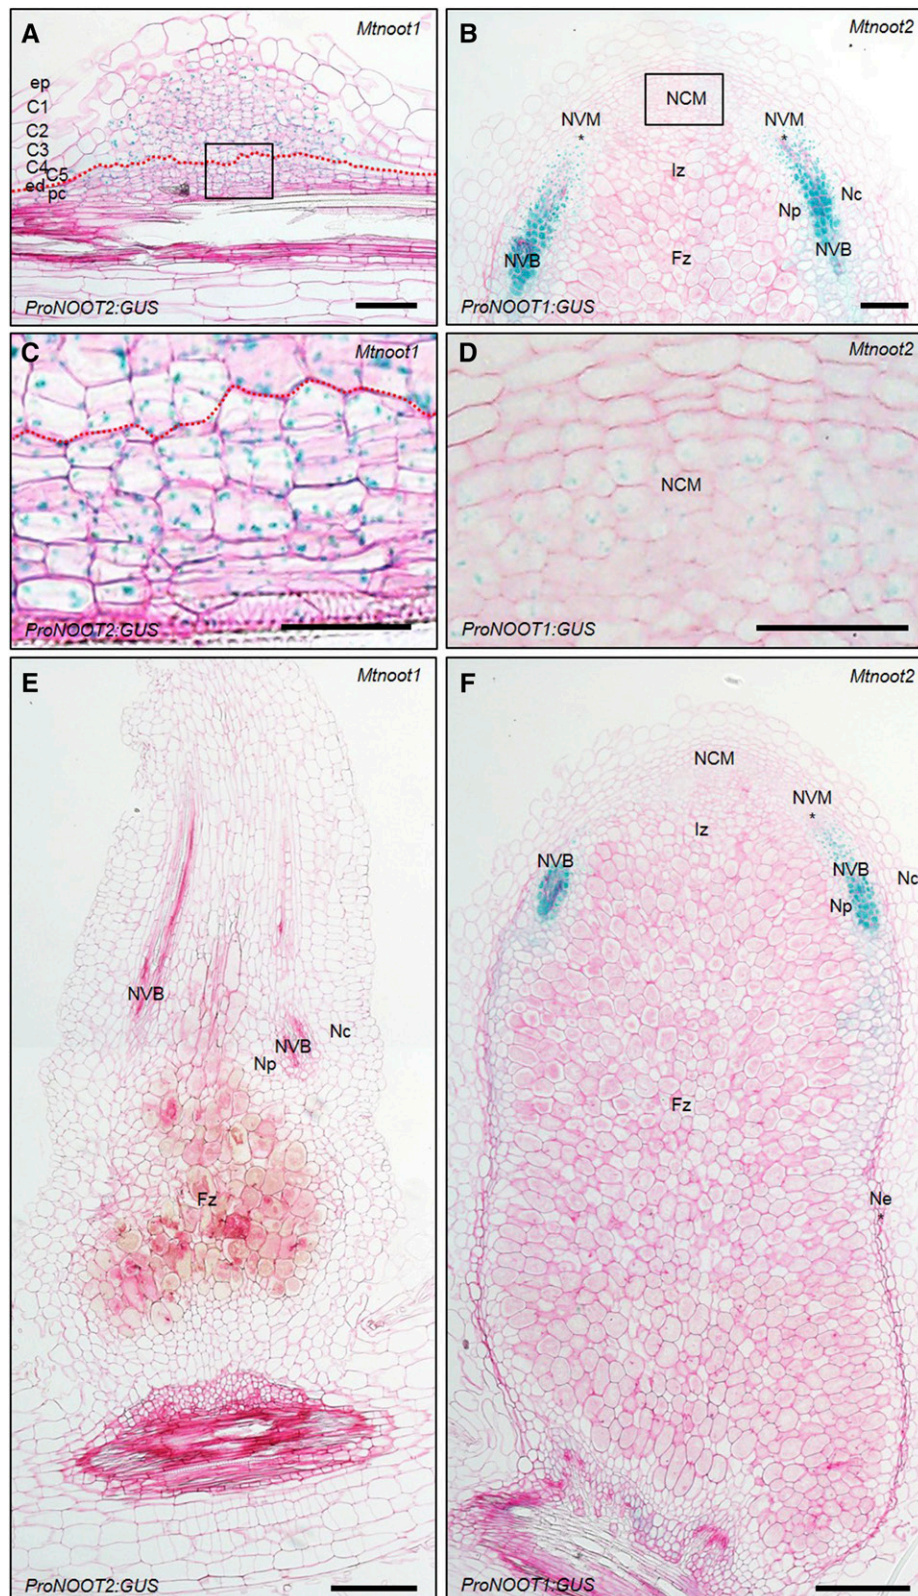 A
Mtnoot1
ep
C1
C2
C3
C4
C5
ed
pc
ProNOOT2:GUS
B
Mtnoot2
NCM
NVM
NVM
*
*
Iz
Nc
Np
NVB
NVB
Fz
ProNOOT1:GUS
C
Mtnoot1
ProNOOT2:GUS
D
Mtnoot2
NCM
ProNOOT1:GUS
E
Mtnoot1
NVB
Nc
NVB
Np
Fz
ProNOOT2:GUS
F
Mtnoot2
NCM
NVM
*
Iz
NVB
NVB
Nc
Np
Fz
Ne
*
ProNOOT1:GUS